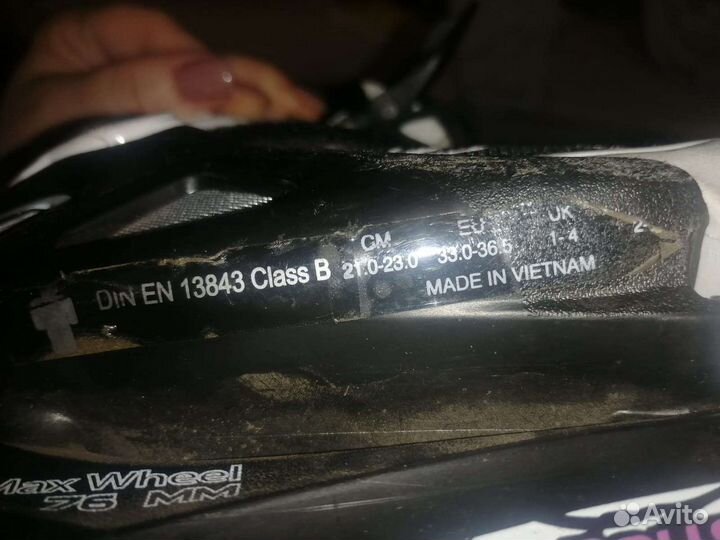 CM EU UK
DIN EN 13843 Class B 21.0-23.0 33.0-36.5 1-4
MADE IN VIETNAM
Max Wheel
76 MM
Avito